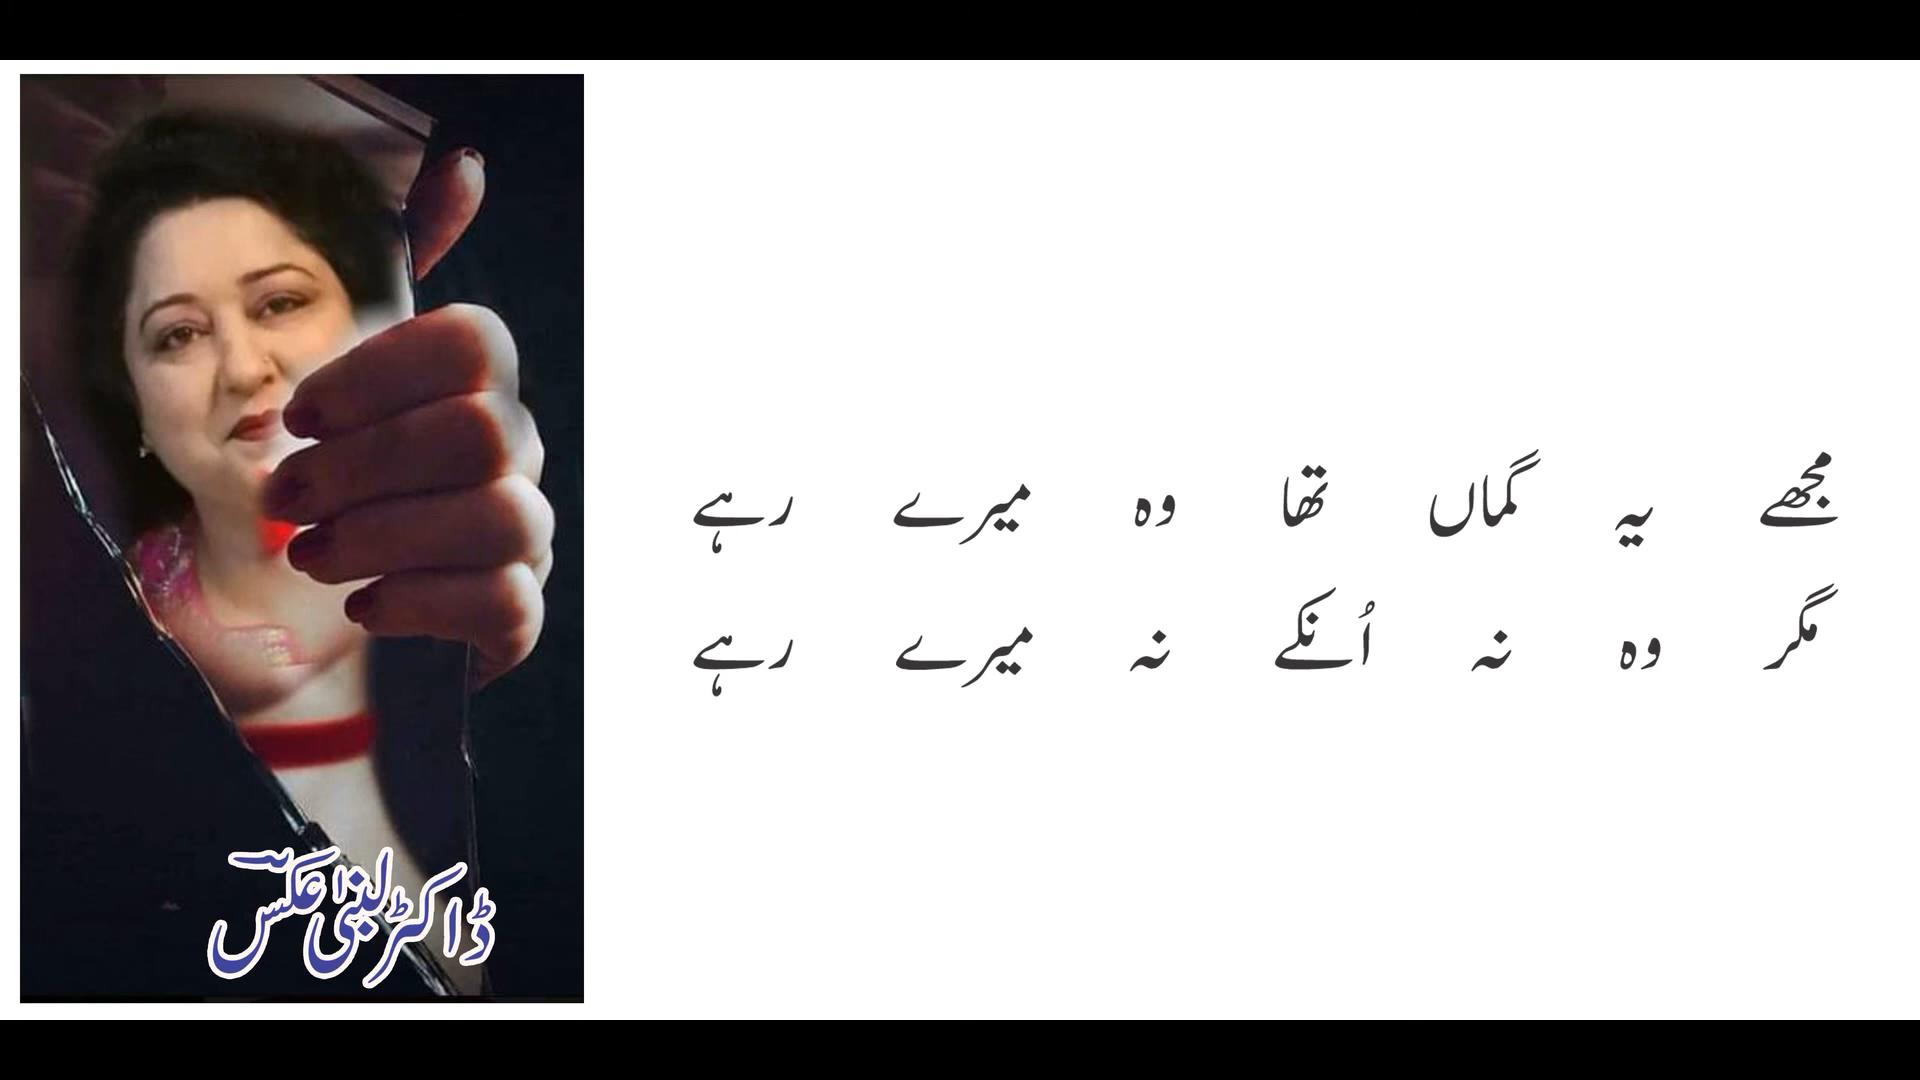 مجھے یہ گماں تھا وہ میرے رہے
مگر وہ نہ اُنکے نہ میرے رہے
ڈاکٹر لبنیٰ عکس